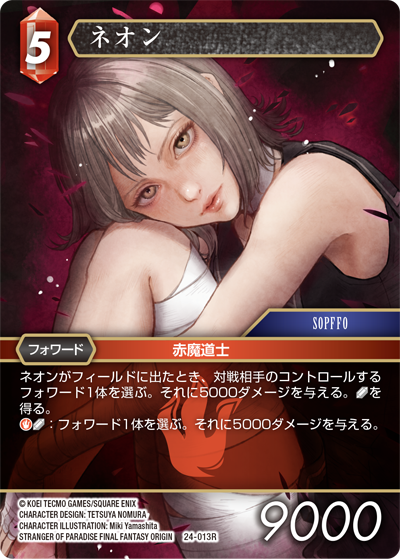 5
ネオン
SOPFFO
フォワード
赤魔道士
ネオンがフィールドに出たとき、対戦相手のコントロールする
フォワード1体を選ぶ。それに5000ダメージを与える。を
得る。
：フォワード1体を選ぶ。それに5000ダメージを与える。
© KOEI TECMO GAMES/SQUARE ENIX
CHARACTER DESIGN: TETSUYA NOMURA
CHARACTER ILLUSTRATION: Miki Yamashita
STRANGER OF PARADISE FINAL FANTASY ORIGIN
24-013R
9000